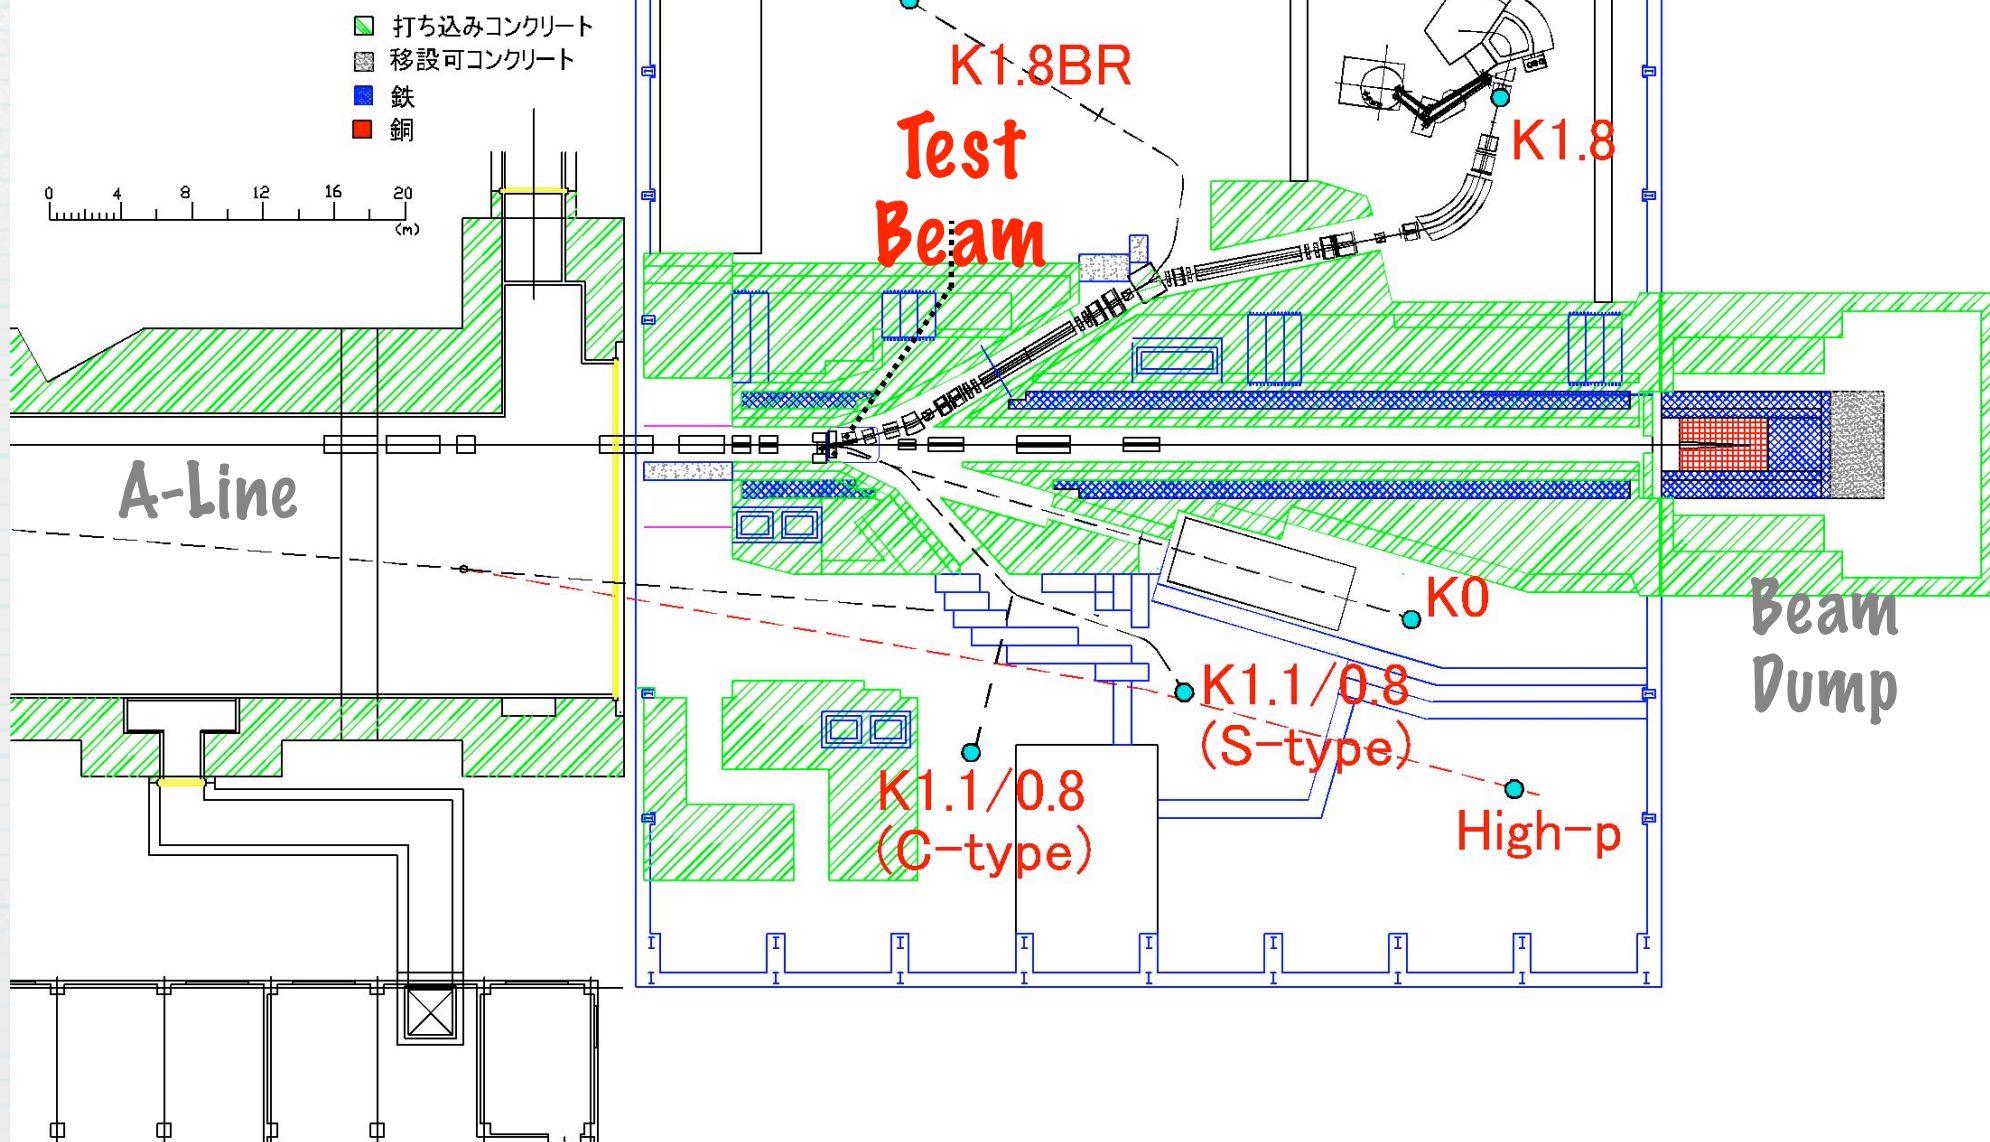 打ち込みコンクリート
移設可コンクリート
鉄
銅
0 4 8 12 16 20
(m)
K1.8BR
Test
Beam
K1.8
A-Line
K0
Beam
Dump
K1.1/0.8
(S-type)
K1.1/0.8
(C-type)
High-p